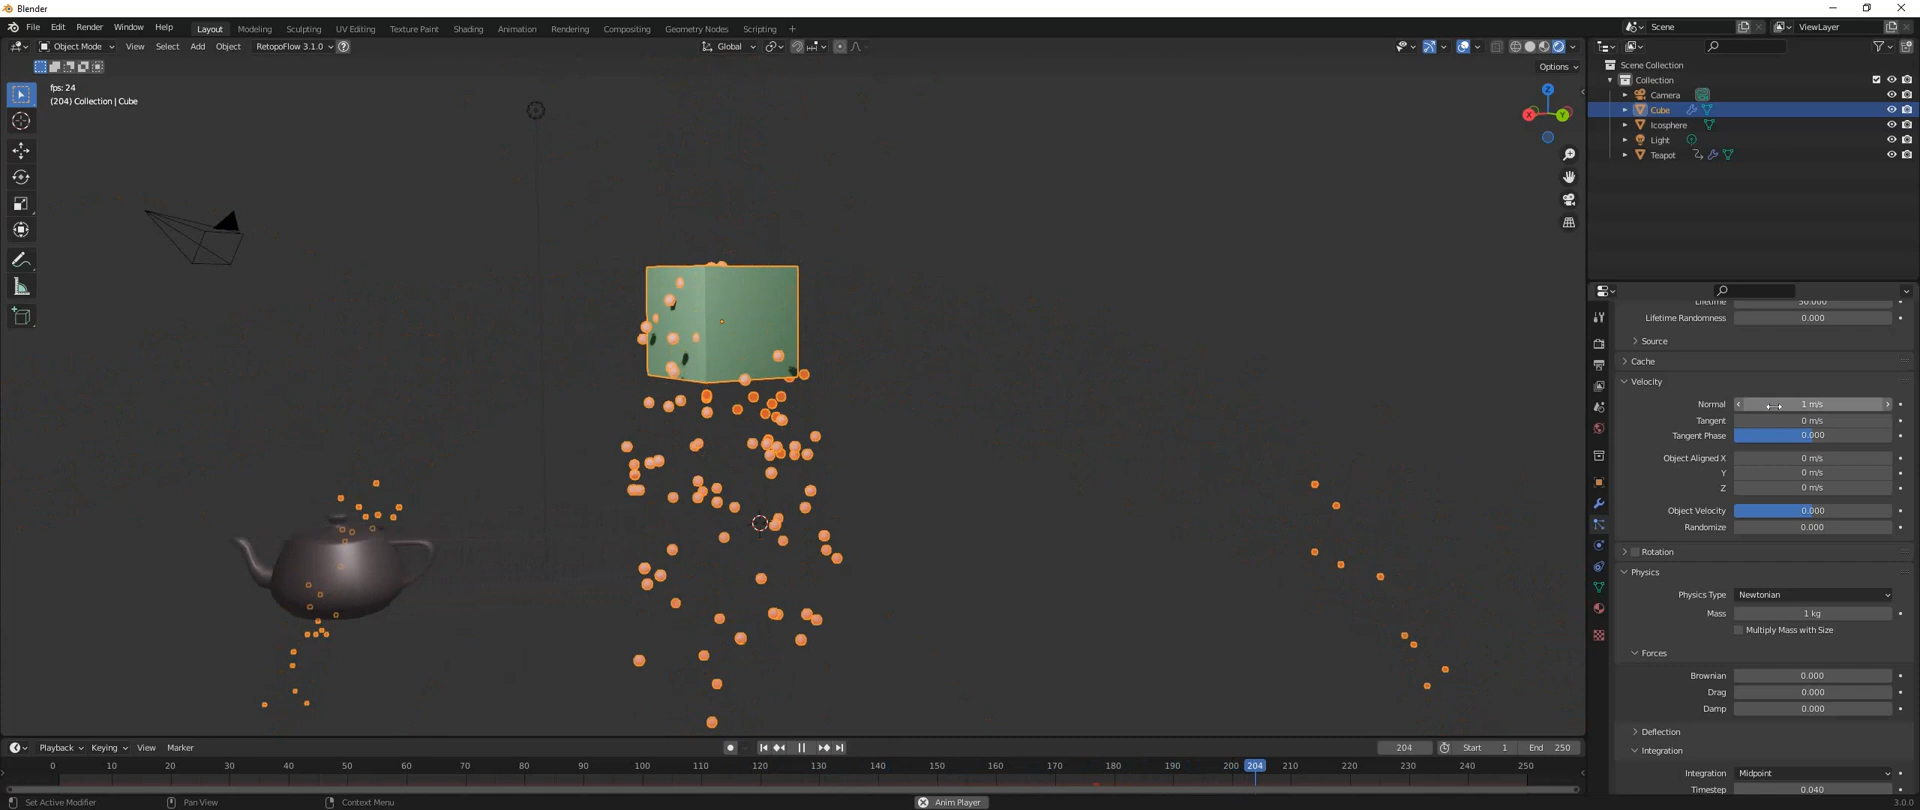 Blender
File Edit Render Window Help Layout Modeling Sculpting UV Editing Texture Paint Shading Animation Rendering Compositing Geometry Nodes Scripting + Scene ViewLayer
Object Mode View Select Add Object RetopoFlow 3.1.0 Global
Options
fps: 24
(204) Collection | Cube
Z
X
Y
Scene Collection
Collection
Camera
Cube
Icosphere
Light
Teapot
Lifetime 50.000
Lifetime Randomness 0.000
Source
Cache
Velocity
Normal 1 m/s
Tangent 0 m/s
Tangent Phase 0.000
Object Aligned X 0 m/s
Y 0 m/s
Z 0 m/s
Object Velocity 0.000
Randomize 0.000
Rotation
Physics
Physics Type Newtonian
Mass 1 kg
Multiply Mass with Size
Forces
Brownian 0.000
Drag 0.000
Damp 0.000
Deflection
Integration
Integration Midpoint
Timestep 0.040
Playback Keying View Marker 204 Start 1 End 250
0 10 20 30 40 50 60 70 80 90 100 110 120 130 140 150 160 170 180 190 200 204 210 220 230 240 250
Set Active Modifier Pan View Context Menu Anim Player 3.0.0